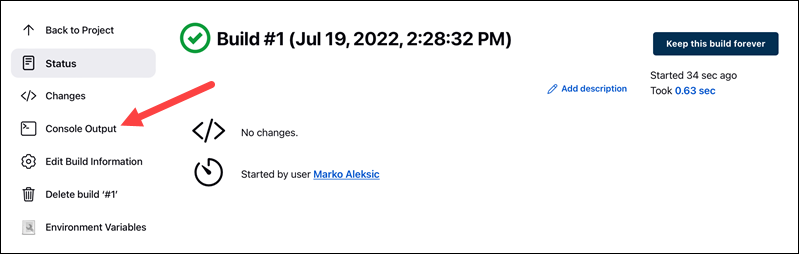 Back to Project
Status
Changes
Console Output
Edit Build Information
Delete build ‘#1’
Environment Variables
Build #1 (Jul 19, 2022, 2:28:32 PM)
Keep this build forever
Started 34 sec ago
Took 0.63 sec
Add description
No changes.
Started by user Marko Aleksic